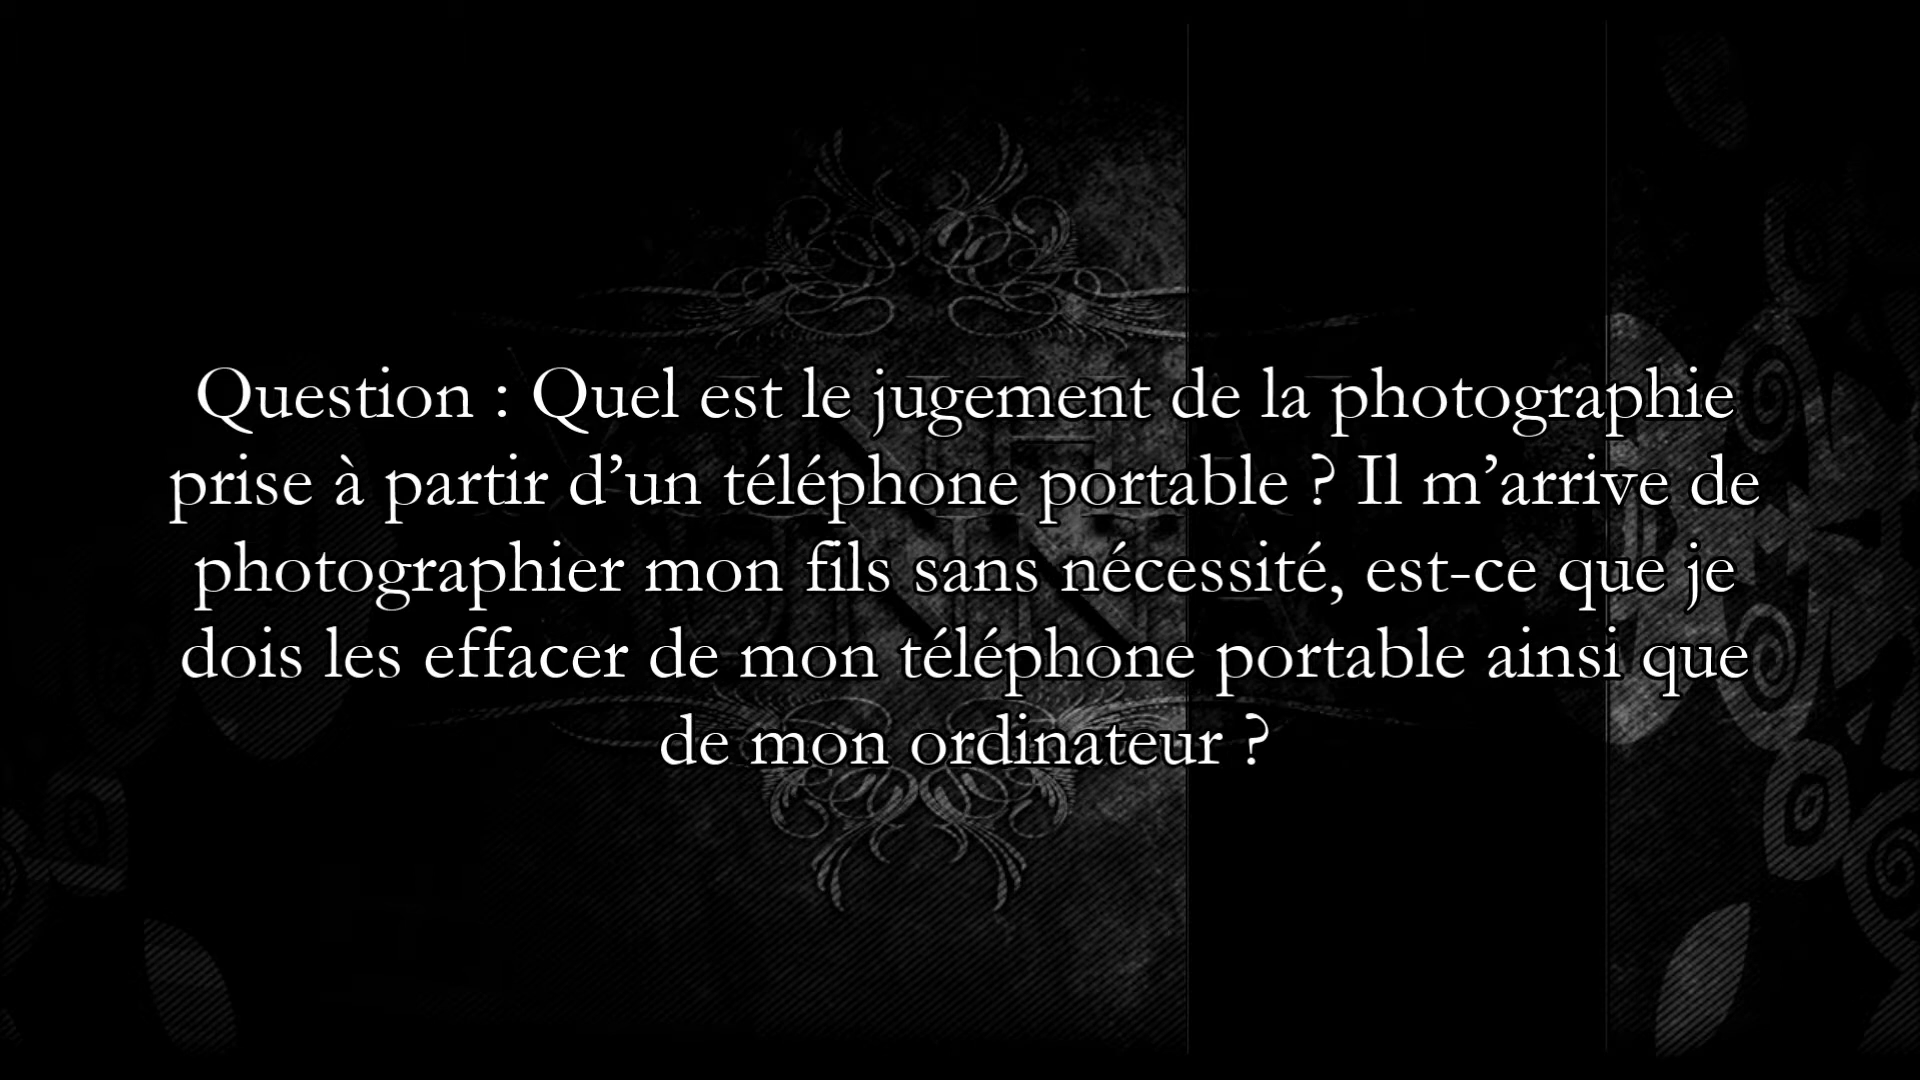 Question : Quel est le jugement de la photographie
prise à partir d’un téléphone portable ? Il m’arrive de
photographier mon fils sans nécessité, est-ce que je
dois les effacer de mon téléphone portable ainsi que
de mon ordinateur ?